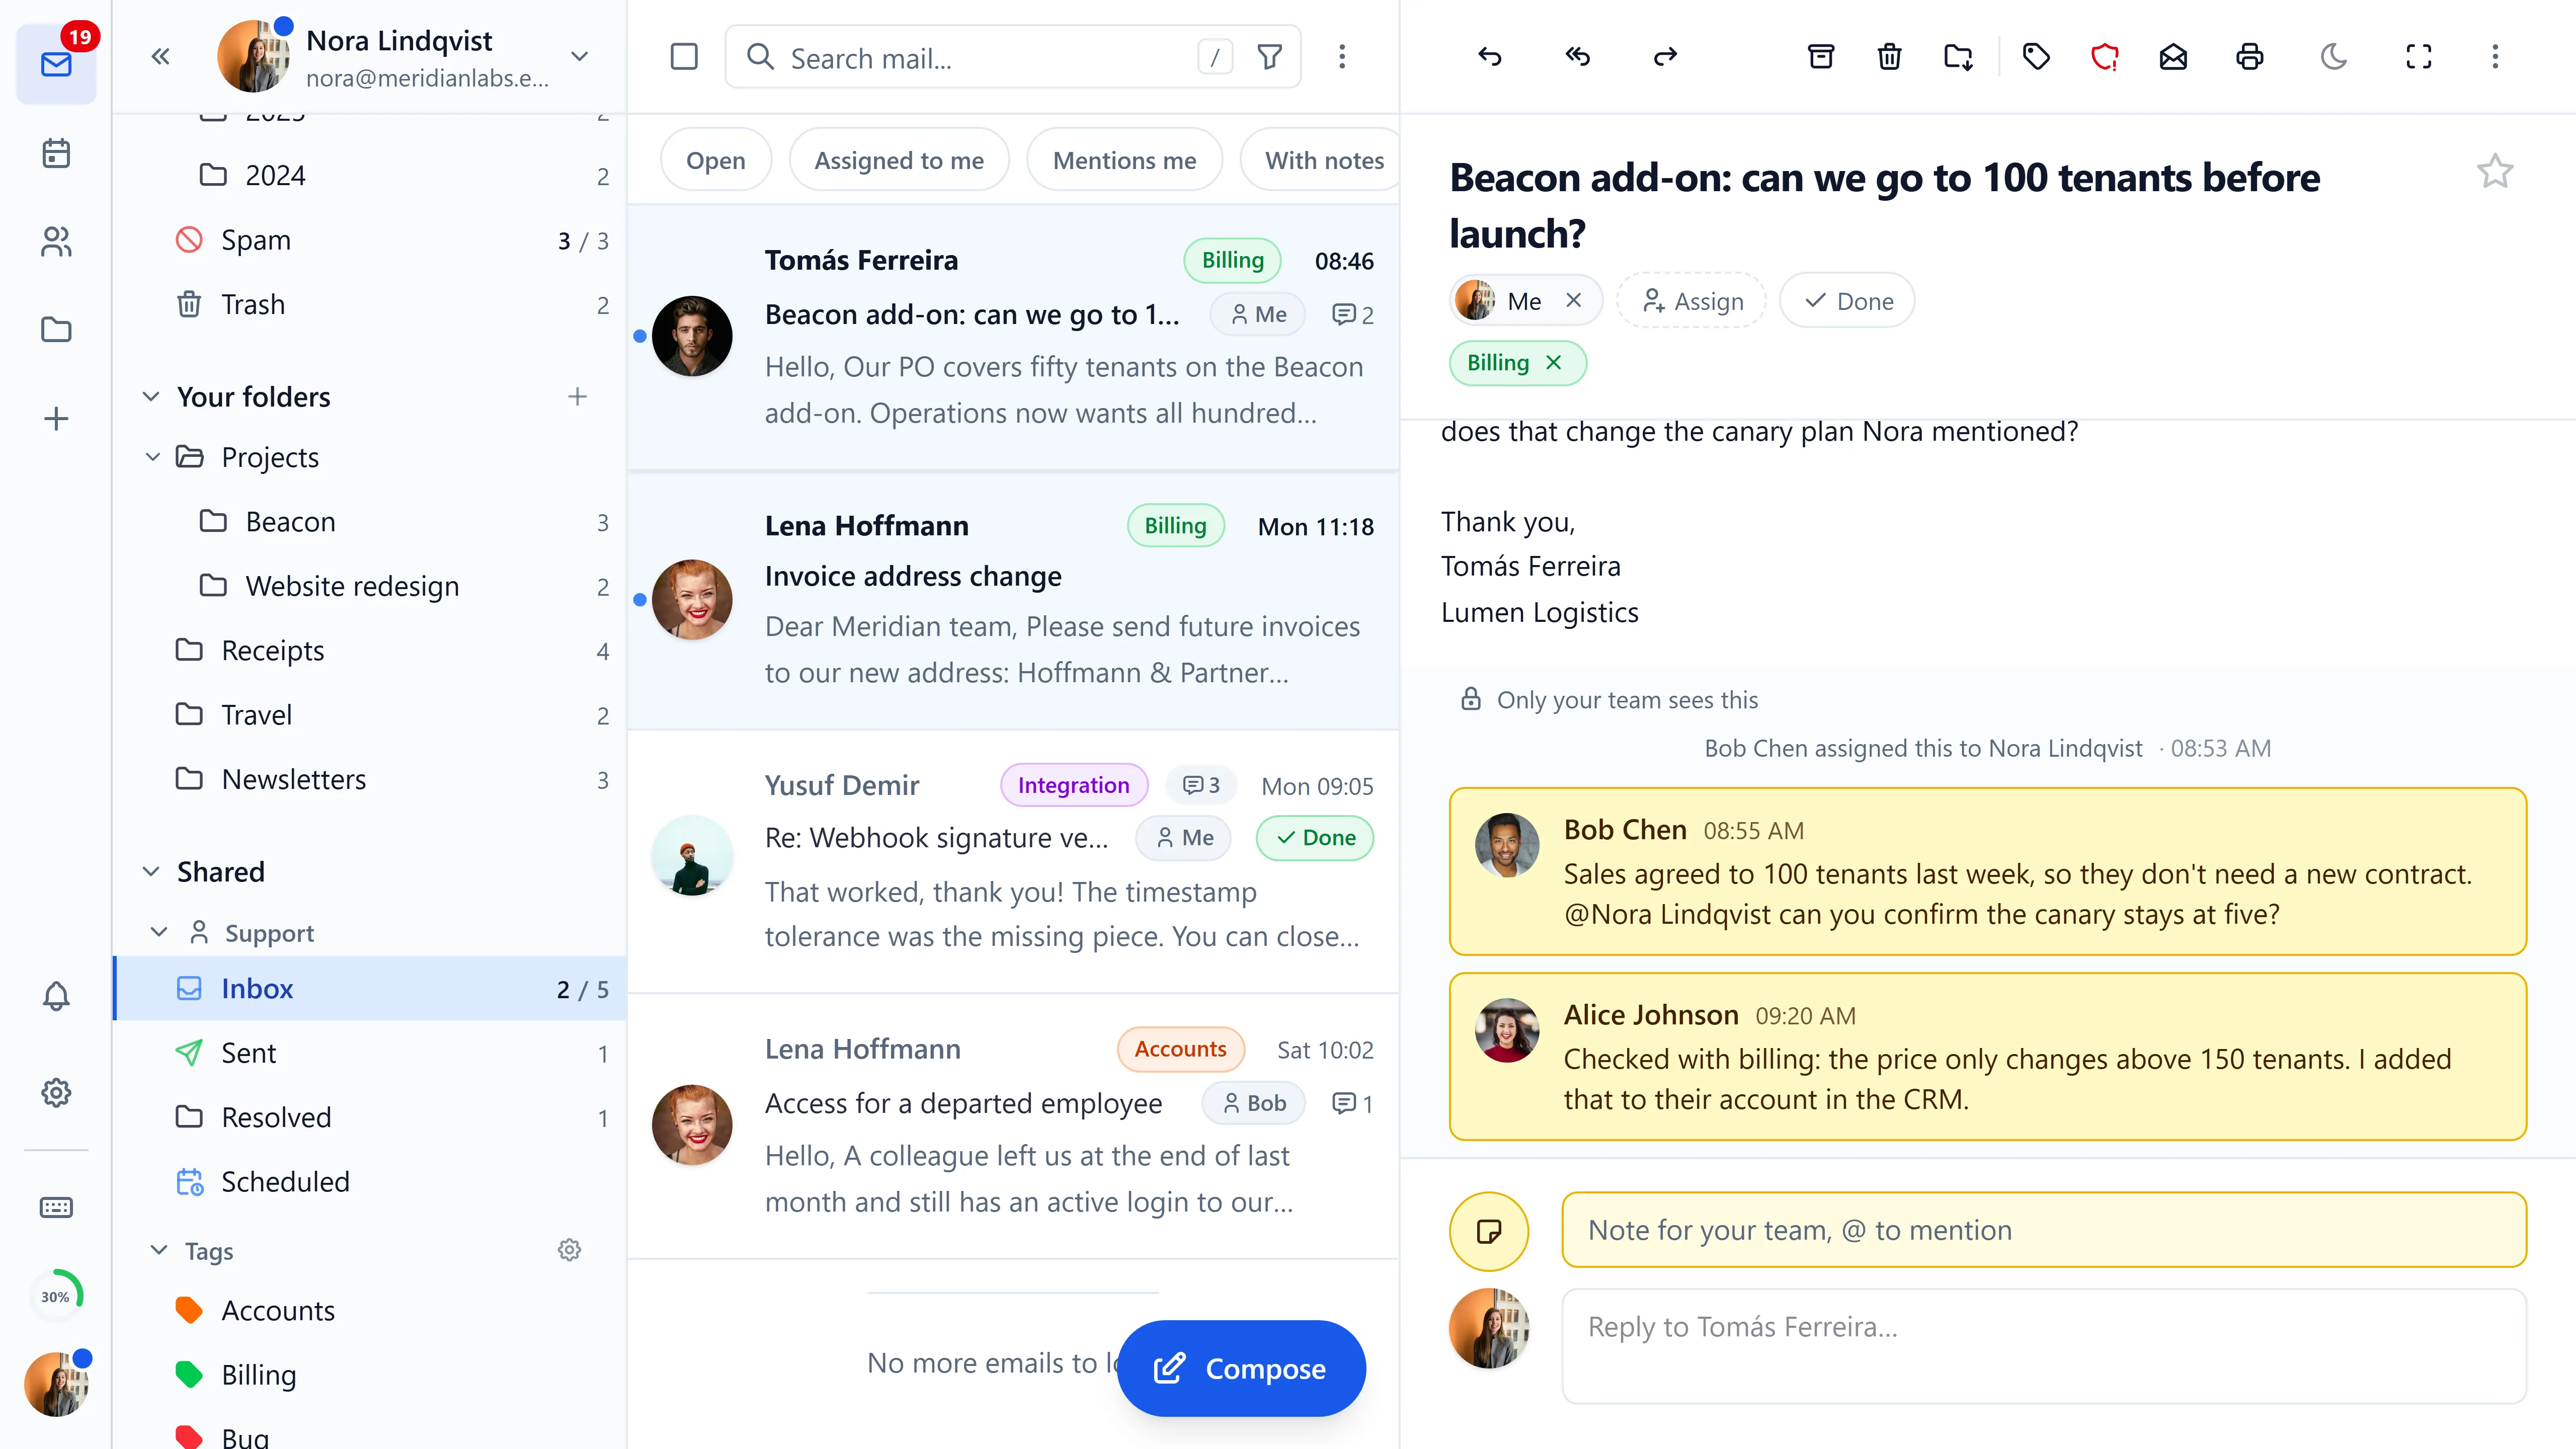 19
30%
Nora Lindqvist
nora@meridianlabs.e...
2024
2
Spam
3 / 3
Trash
2
Your folders
Projects
Beacon
3
Website redesign
2
Receipts
4
Travel
2
Newsletters
3
Shared
Support
Inbox
2 / 5
Sent
1
Resolved
1
Scheduled
Tags
Accounts
Billing
Bug
Search mail...
/
Open
Assigned to me
Mentions me
With notes
Tomás Ferreira
Billing
08:46
Beacon add-on: can we go to 1...
Me
2
Hello, Our PO covers fifty tenants on the Beacon
add-on. Operations now wants all hundred...
Lena Hoffmann
Billing
Mon 11:18
Invoice address change
Dear Meridian team, Please send future invoices
to our new address: Hoffmann & Partner...
Yusuf Demir
Integration
3
Mon 09:05
Re: Webhook signature ve...
Me
Done
That worked, thank you! The timestamp
tolerance was the missing piece. You can close...
Lena Hoffmann
Accounts
Sat 10:02
Access for a departed employee
Bob
1
Hello, A colleague left us at the end of last
month and still has an active login to our...
No more emails to
Compose
Beacon add-on: can we go to 100 tenants before
launch?
Me
Assign
Done
Billing
does that change the canary plan Nora mentioned?
Thank you,
Tomás Ferreira
Lumen Logistics
Only your team sees this
Bob Chen assigned this to Nora Lindqvist · 08:53 AM
Bob Chen 08:55 AM
Sales agreed to 100 tenants last week, so they don't need a new contract.
@Nora Lindqvist can you confirm the canary stays at five?
Alice Johnson 09:20 AM
Checked with billing: the price only changes above 150 tenants. I added
that to their account in the CRM.
Note for your team, @ to mention
Reply to Tomás Ferreira...